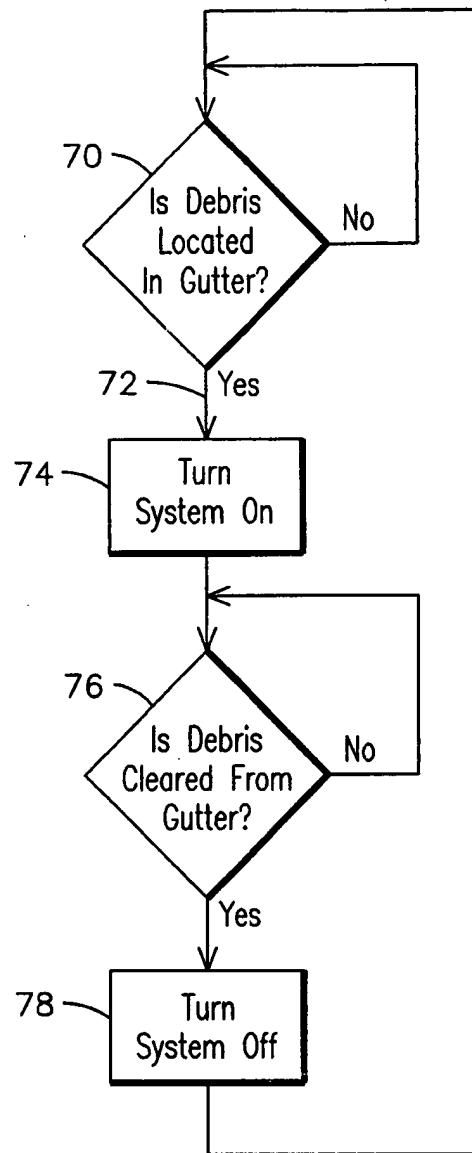 70
Is Debris
Located
In Gutter?
No
72
Yes
74
Turn
System On
76
Is Debris
Cleared From
Gutter?
No
Yes
78
Turn
System Off